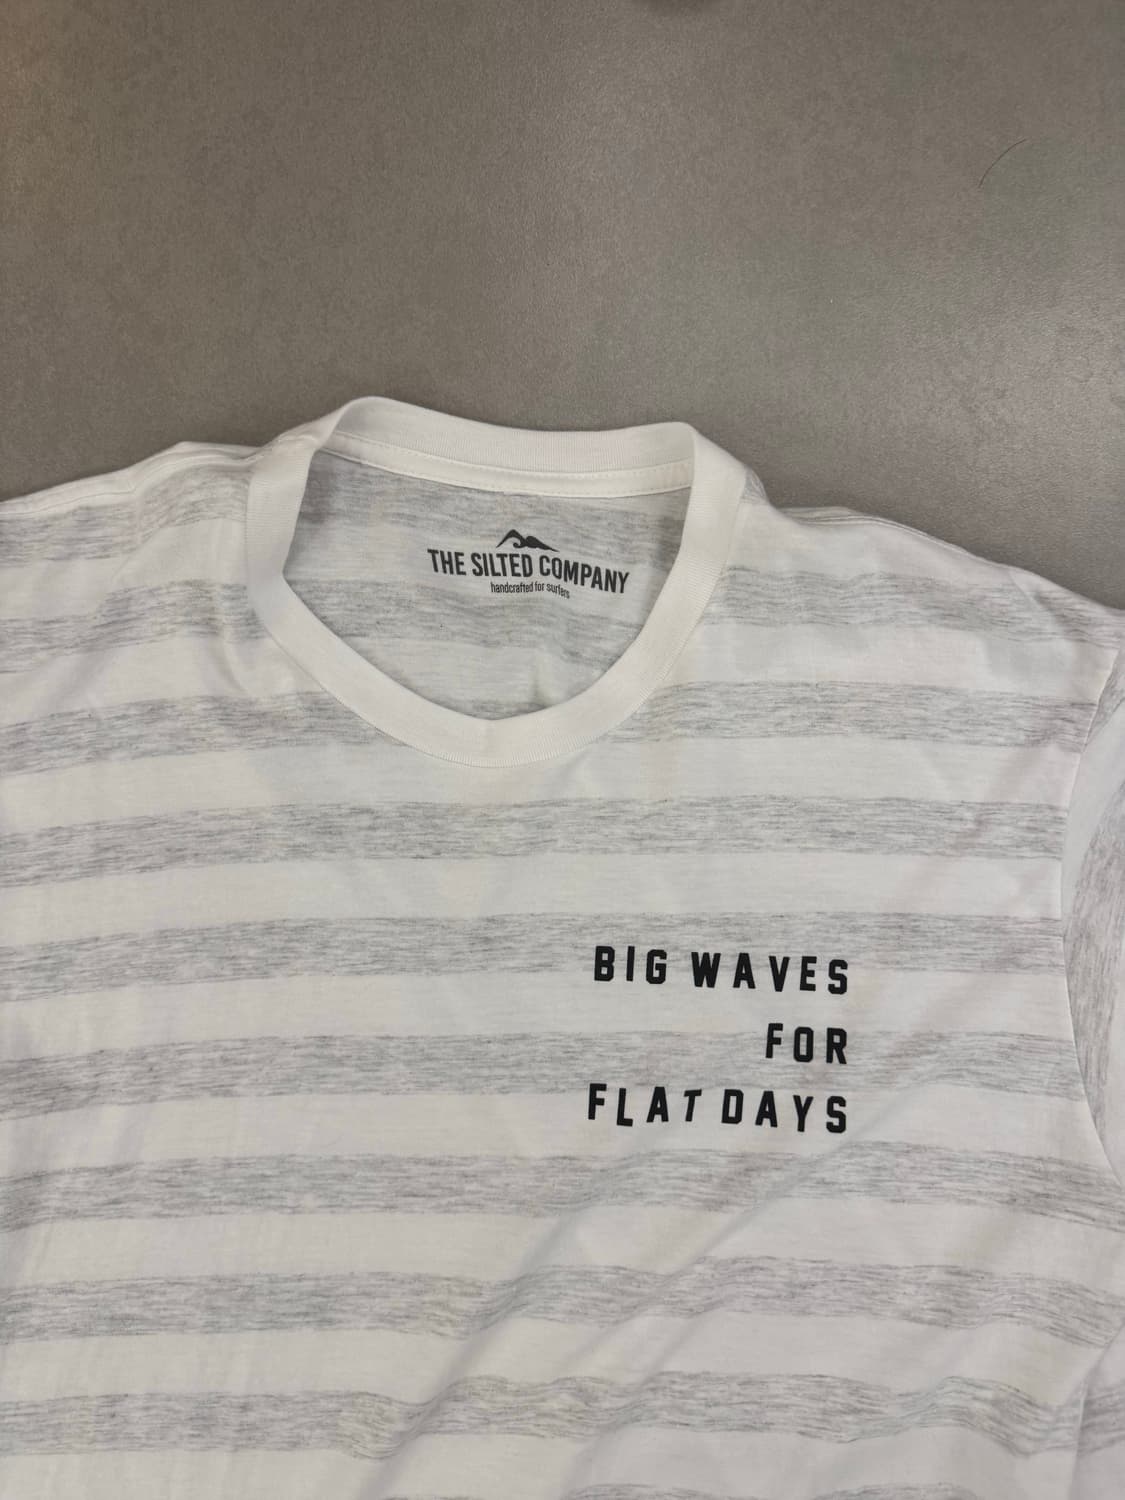 THE SILTED COMPANY
handcrafted for surfers
BIG WAVES
FOR
FLAT DAYS